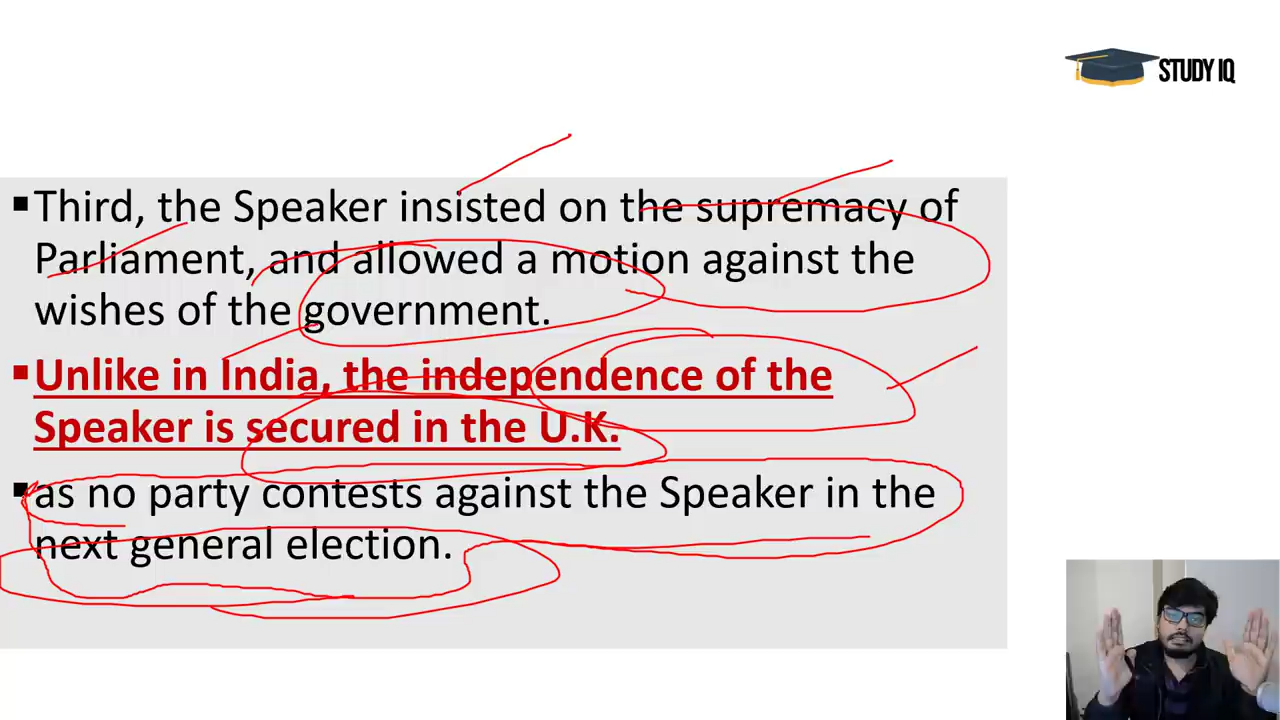 STUDY IQ
▪Third, the Speaker insisted on the supremacy of
Parliament, and allowed a motion against the
wishes of the government.
▪Unlike in India, the independence of the
Speaker is secured in the U.K.
▪as no party contests against the Speaker in the
next general election.